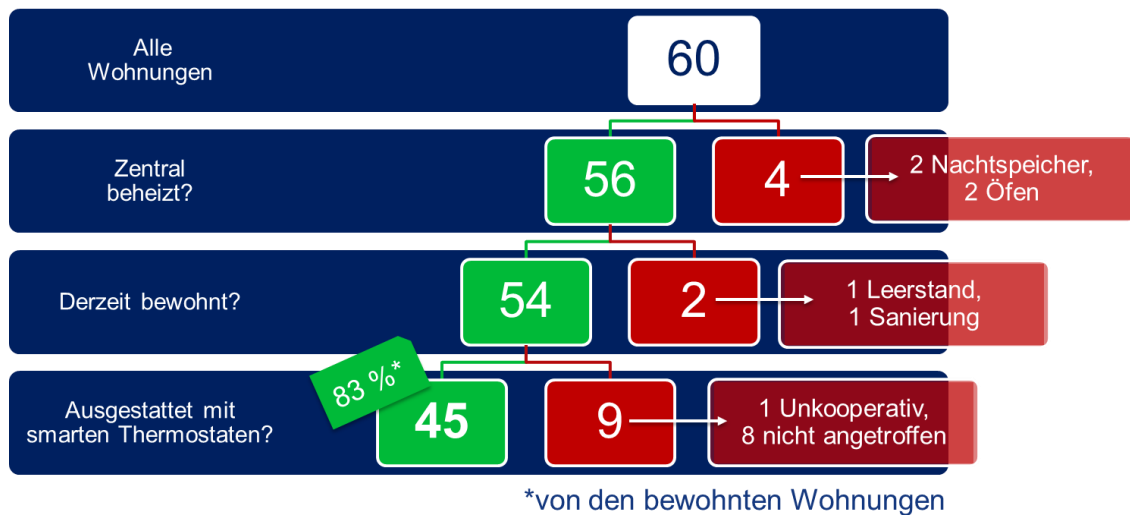 Alle
Wohnungen
60
Zentral
beheizt?
56
4
2 Nachtspeicher,
2 Öfen
Derzeit bewohnt?
54
2
1 Leerstand,
1 Sanierung
83 %*
Ausgestattet mit
smarten Thermostaten?
45
9
1 Unkooperativ,
8 nicht angetroffen
*von den bewohnten Wohnungen